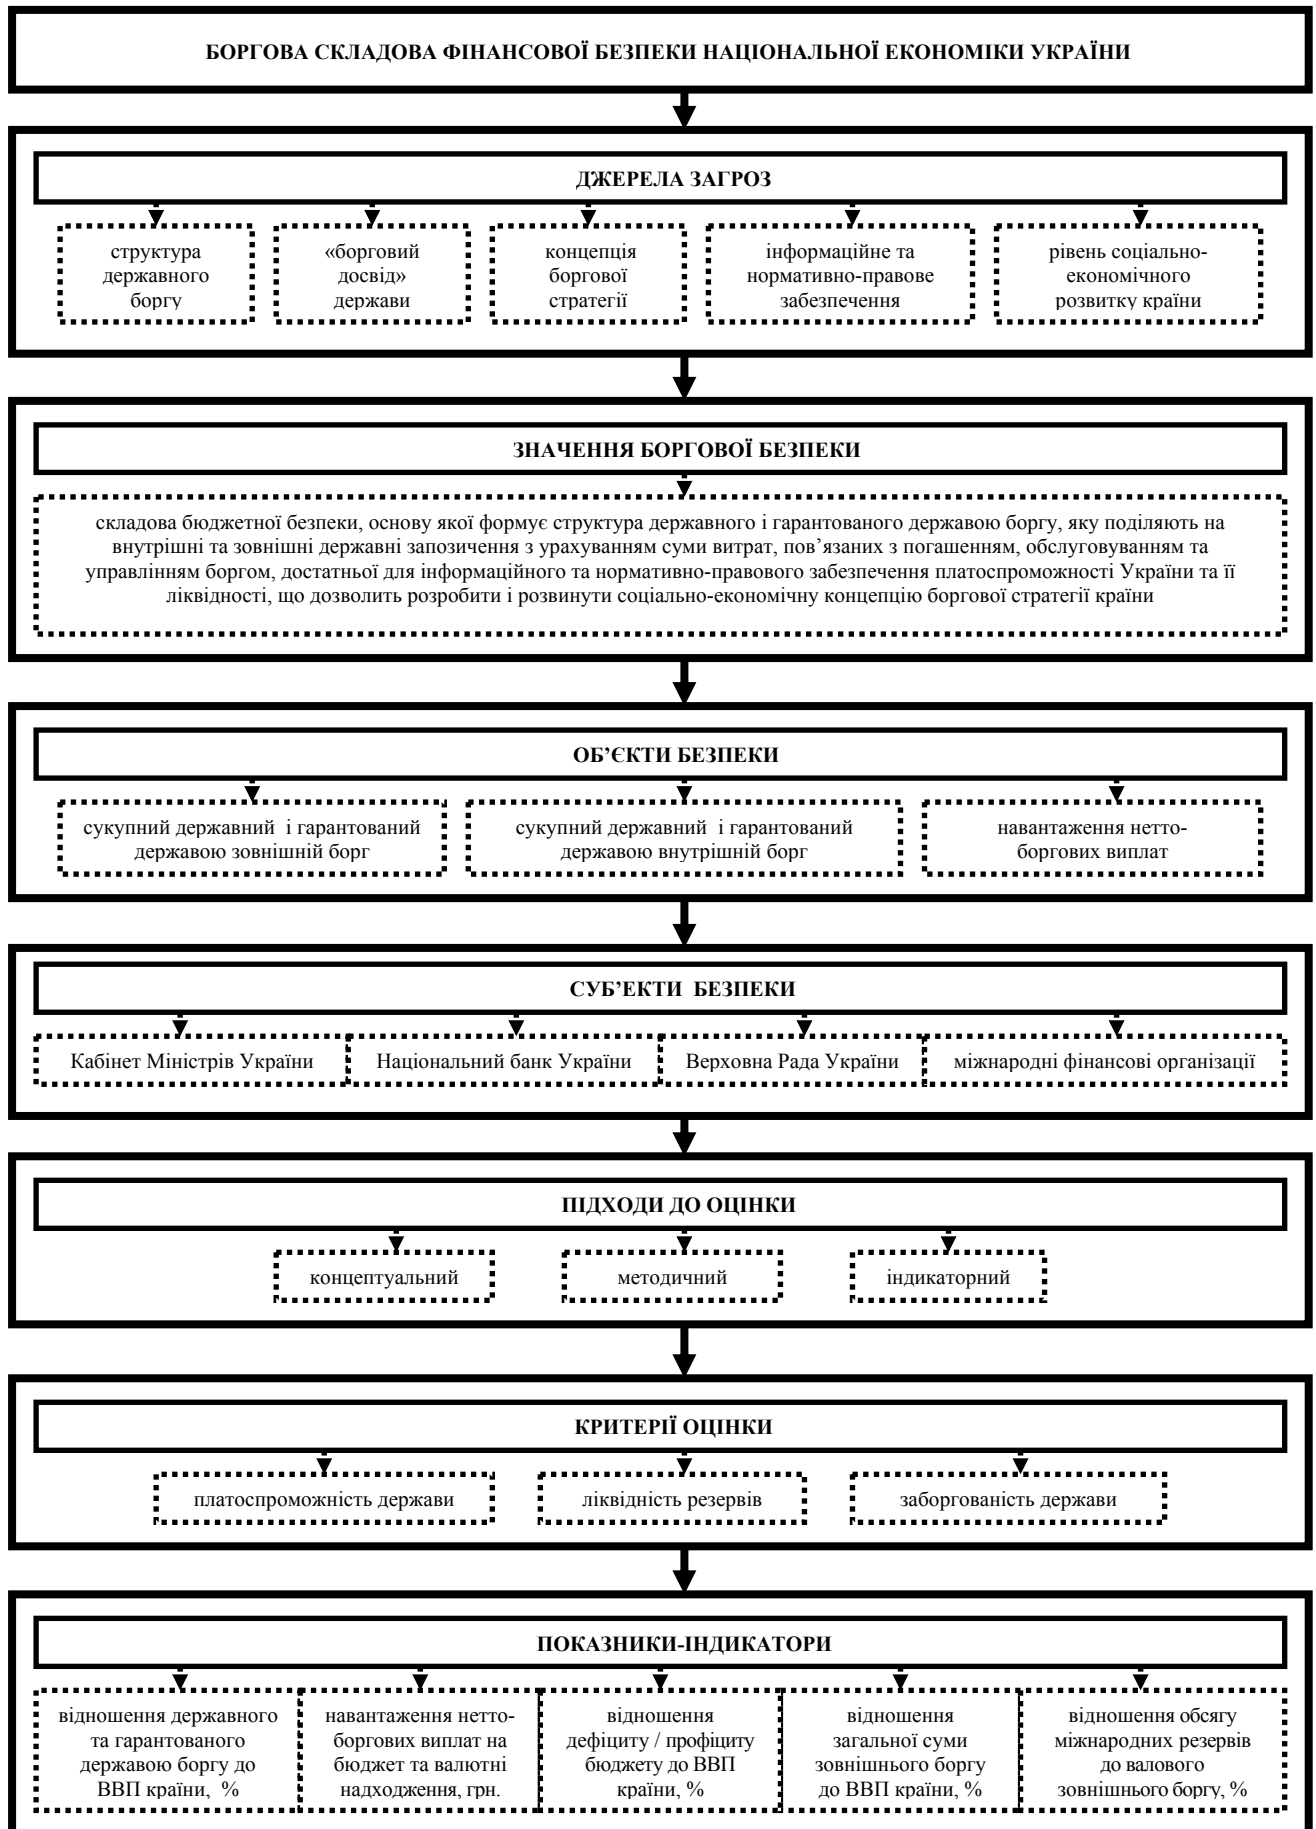 БОРГОВА СКЛАДОВА ФІНАНСОВОЇ БЕЗПЕКИ НАЦІОНАЛЬНОЇ ЕКОНОМІКИ УКРАЇНИ
ДЖЕРЕЛА ЗАГРОЗ
структура
державного
боргу
«борговий
досвід»
держави
концепція
боргової
стратегії
інформаційне та
нормативно-правове
забезпечення
рівень соціально-
економічного
розвитку країни
ЗНАЧЕННЯ БОРГОВОЇ БЕЗПЕКИ
складова бюджетної безпеки, основу якої формує структура державного і гарантованого державою боргу, яку поділяють на
внутрішні та зовнішні державні запозичення з урахуванням суми витрат, пов’язаних з погашенням, обслуговуванням та
управлінням боргом, достатньої для інформаційного та нормативно-правового забезпечення платоспроможності України та її
ліквідності, що дозволить розробити і розвинути соціально-економічну концепцію боргової стратегії країни
ОБ’ЄКТИ БЕЗПЕКИ
сукупний державний і гарантований
державою зовнішній борг
сукупний державний і гарантований
державою внутрішній борг
навантаження нетто-
боргових виплат
СУБ’ЕКТИ БЕЗПЕКИ
Кабінет Міністрів України
Національний банк України
Верховна Рада України
міжнародні фінансові організації
ПІДХОДИ ДО ОЦІНКИ
концептуальний
методичний
індикаторний
КРИТЕРІЇ ОЦІНКИ
платоспроможність держави
ліквідність резервів
заборгованість держави
ПОКАЗНИКИ-ІНДИКАТОРИ
відношення державного
та гарантованого
державою боргу до
ВВП країни, %
навантаження нетто-
боргових виплат на
бюджет та валютні
надходження, грн.
відношення
дефіциту / профіциту
бюджету до ВВП
країни, %
відношення
загальної суми
зовнішнього боргу
до ВВП країни, %
відношення обсягу
міжнародних резервів
до валового
зовнішнього боргу, %